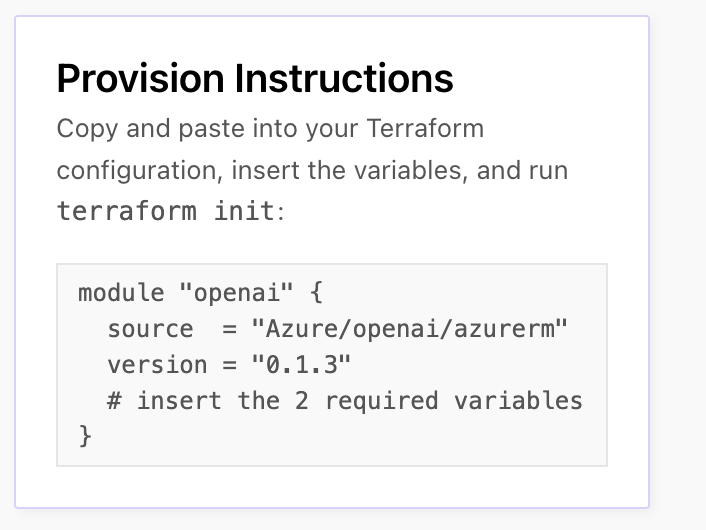 Provision Instructions
Copy and paste into your Terraform
configuration, insert the variables, and run
terraform init:
module "openai" {
  source  = "Azure/openai/azurerm"
  version = "0.1.3"
  # insert the 2 required variables
}